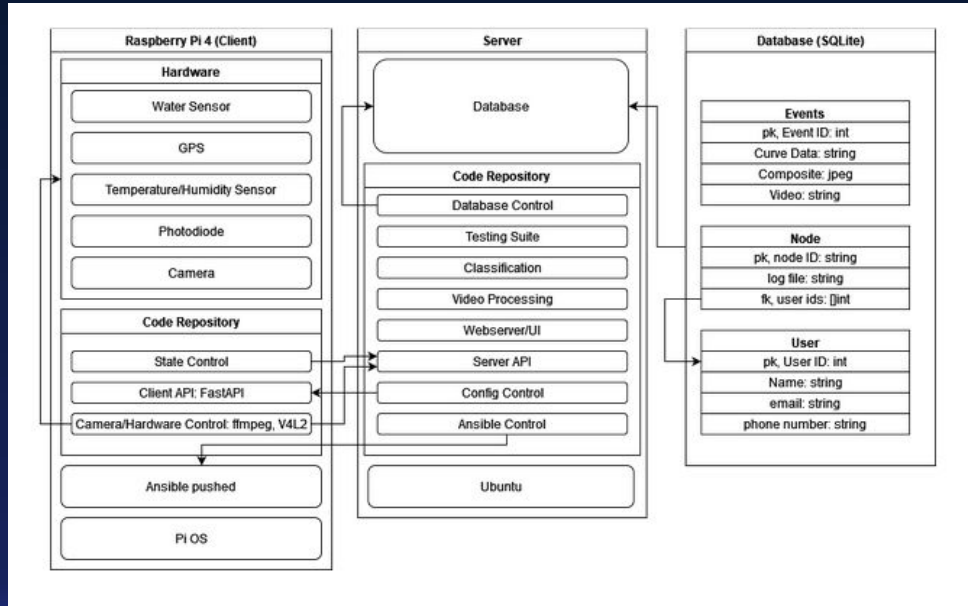 Raspberry Pi 4 (Client)
Hardware
Water Sensor
GPS
Temperature/Humidity Sensor
Photodiode
Camera
Code Repository
State Control
Client API: FastAPI
Camera/Hardware Control: ffmpeg, V4L2
Ansible pushed
Pi OS
Server
Database
Code Repository
Database Control
Testing Suite
Classification
Video Processing
Webserver/UI
Server API
Config Control
Ansible Control
Ubuntu
Database (SQLite)
Events
pk, Event ID: int
Curve Data: string
Composite: jpeg
Video: string
Node
pk, node ID: string
log file: string
fk, user ids: []int
User
pk, User ID: int
Name: string
email: string
phone number: string